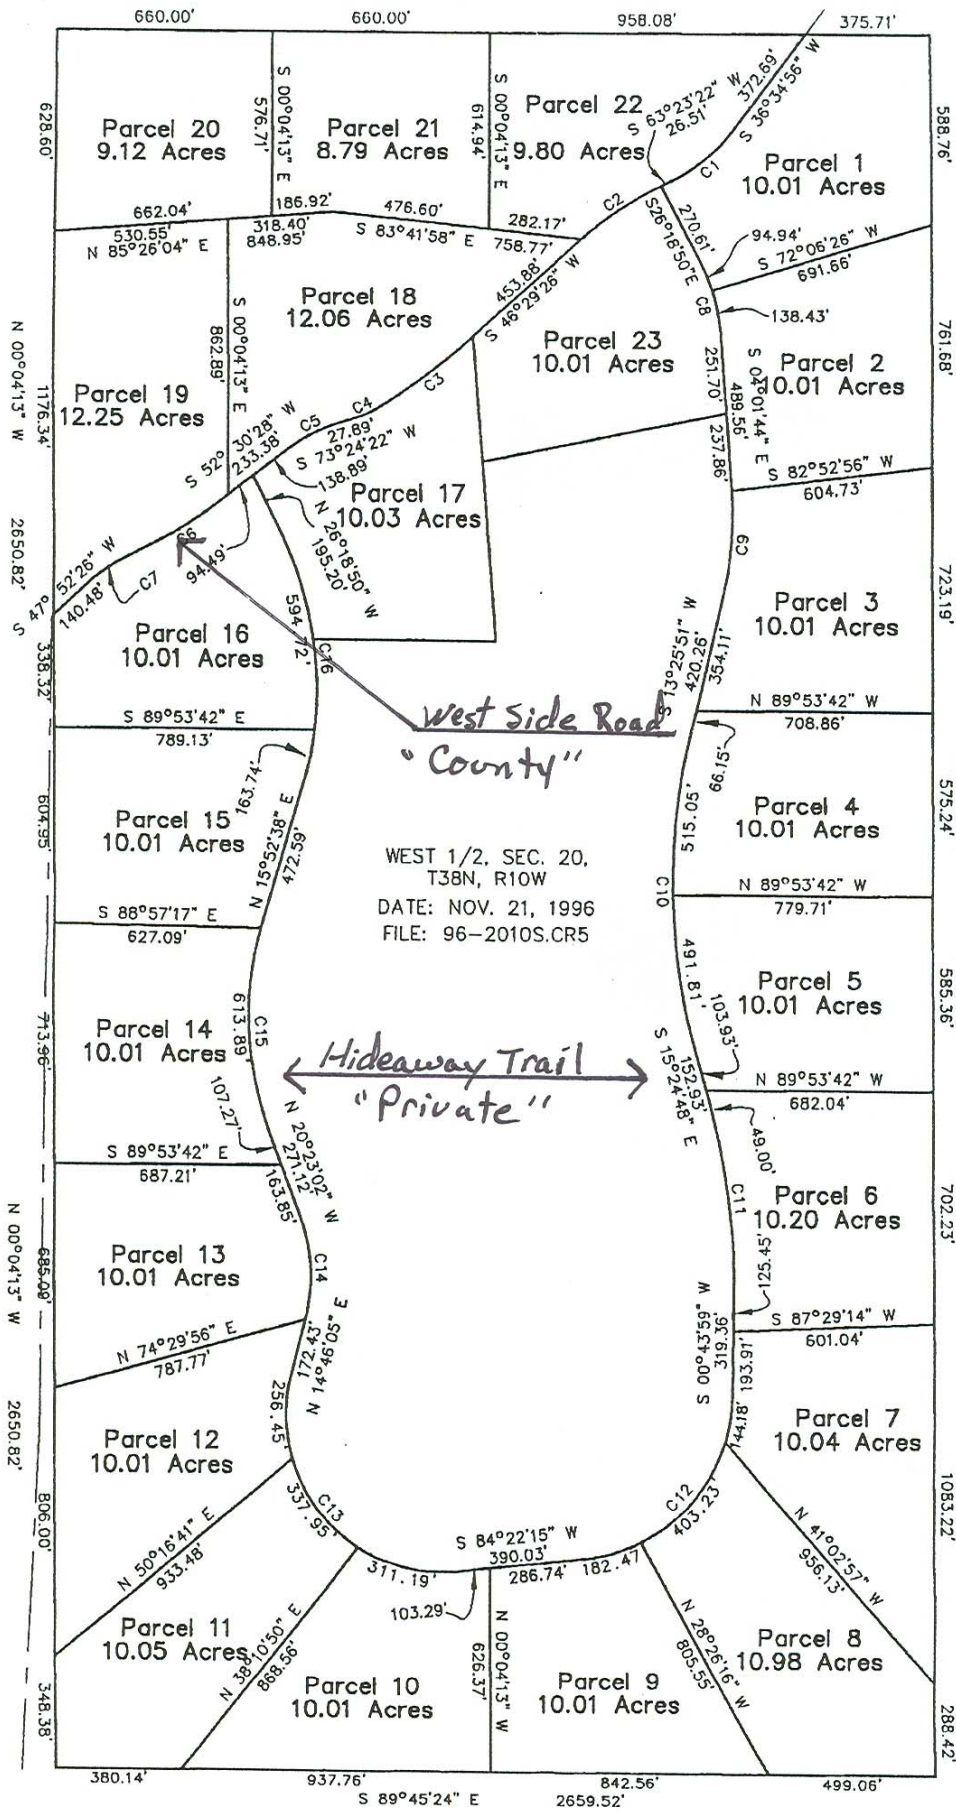 660.00'
660.00'
958.08'
375.71'
628.60'
Parcel 20
9.12 Acres
S 00°04'13" E
576.71'
Parcel 21
8.79 Acres
S 00°04'13" E
614.94'
Parcel 22
9.80 Acres
S 63°23'22" W
26.51'
372.69'
S 36°34'56" W
C1
588.76'
Parcel 1
10.01 Acres
662.04'
530.55'
N 85°26'04" E
186.92'
318.40'
848.95'
476.60'
S 83°41'58" E
282.17'
758.77'
C2
270.61'
S26°18'50"E
94.94'
S 72°06'26" W
691.66'
C8
138.43'
N 00°04'13" W
1176.34'
Parcel 19
12.25 Acres
862.89'
S 00°04'13" E
Parcel 18
12.06 Acres
453.88'
S 46°29'26" W
C3
Parcel 23
10.01 Acres
251.70'
489.56'
237.86'
S 04°01'44" E
Parcel 2
10.01 Acres
761.68'
S 82°52'56" W
604.73'
S 52° 30'28" W
233.38'
C5
C4
27.89'
S 73°24'22" W
138.89'
Parcel 17
10.03 Acres
N 26°18'50" W
195.20'
94.49'
C6
C7
2650.82'
S 47° 52'26" W
140.48'
338.32'
Parcel 16
10.01 Acres
594.72'
C16
C9
Parcel 3
10.01 Acres
723.19'
S 13°25'51" W
420.26'
354.11'
N 89°53'42" W
708.86'
66.15'
West Side Road
"County"
S 89°53'42" E
789.13'
163.74'
604.95'
Parcel 15
10.01 Acres
N 15°52'38" E
472.59'
WEST 1/2, SEC. 20,
T38N, R10W
DATE: NOV. 21, 1996
FILE: 96-2010S.CR5
515.05'
Parcel 4
10.01 Acres
575.24'
C10
N 89°53'42" W
779.71'
S 88°57'17" E
627.09'
491.81'
Parcel 5
10.01 Acres
585.36'
103.93'
713.96'
Parcel 14
10.01 Acres
613.89'
C15
Hideaway Trail
"Private"
S 15°24'48" E
152.93'
N 89°53'42" W
682.04'
49.00'
107.27'
S 89°53'42" E
687.21'
N 20°23'02" W
271.12'
163.85'
C11
Parcel 6
10.20 Acres
702.23'
N 00°04'13" W
685.09'
Parcel 13
10.01 Acres
C14
125.45'
N 74°29'56" E
787.77'
172.43'
N 14°46'05" E
S 00°43'59" W
319.36'
193.91'
S 87°29'14" W
601.04'
256.45'
Parcel 12
10.01 Acres
144.18'
Parcel 7
10.04 Acres
2650.82'
806.00'
1083.22'
C13
337.95'
C12
403.23'
N 50°16'41" E
933.48'
N 41°02'57" W
956.13'
S 84°22'15" W
390.03'
286.74'
182.47'
311.19'
103.29'
Parcel 11
10.05 Acres
N 38°10'50" E
868.56'
N 00°04'13" W
626.37'
N 28°26'16" W
805.55'
Parcel 8
10.98 Acres
Parcel 10
10.01 Acres
Parcel 9
10.01 Acres
348.38'
288.42'
380.14'
937.76'
842.56'
499.06'
S 89°45'24" E
2659.52'